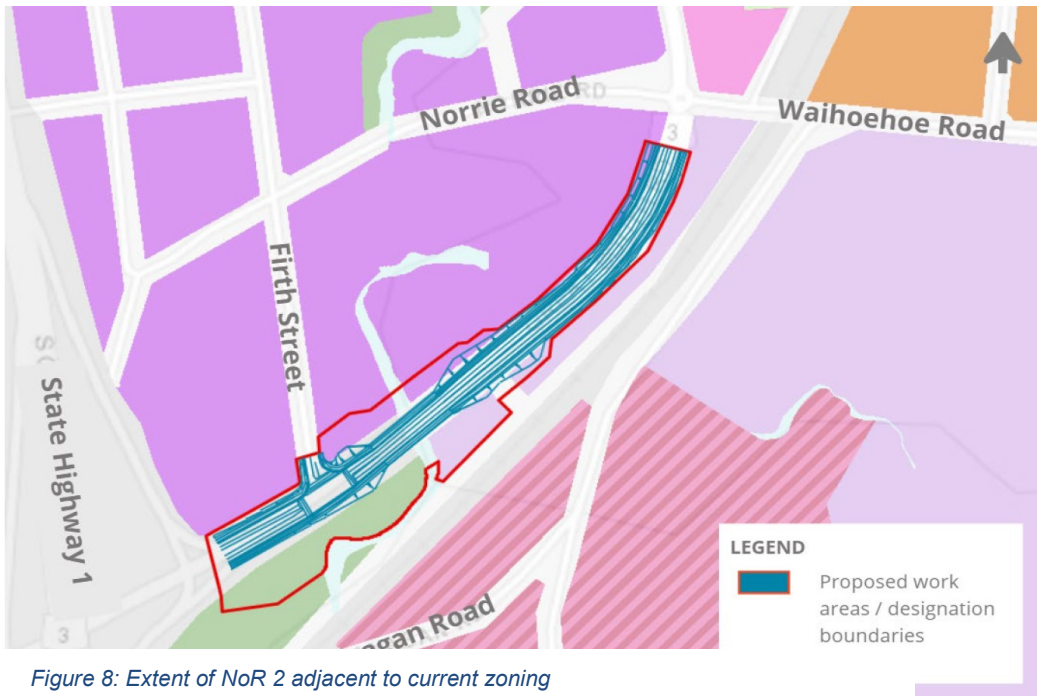 Norrie Road
RD
Waihoehoe Road
3
Firth Street
State Highway 1
3
agan Road
LEGEND
Proposed work
areas / designation
boundaries
Figure 8: Extent of NoR 2 adjacent to current zoning